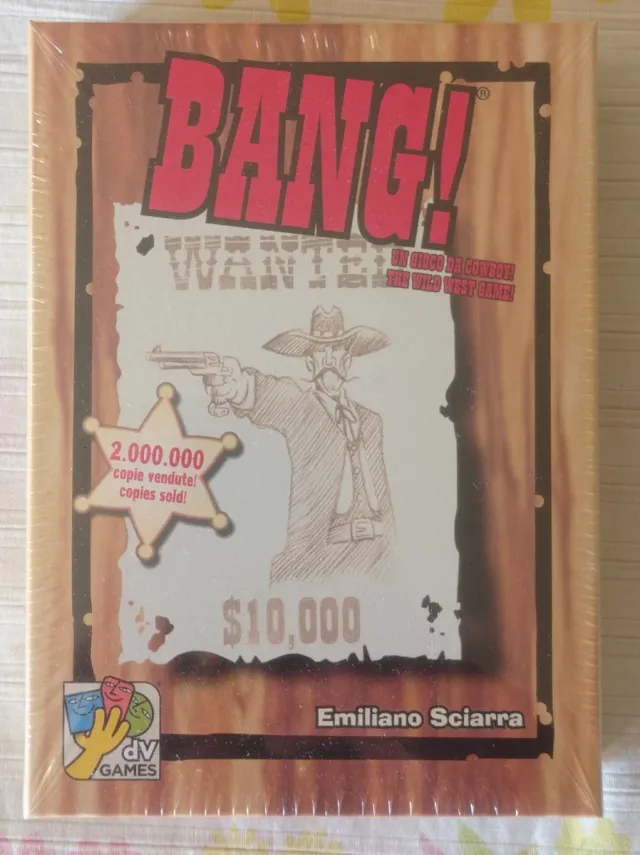 BANG!
®
WANTED
UN GIOCO DA COWBOY!
THE WILD WEST GAME!
2.000.000
copie vendute!
copies sold!
$10,000
Emiliano Sciarra
dV
GAMES